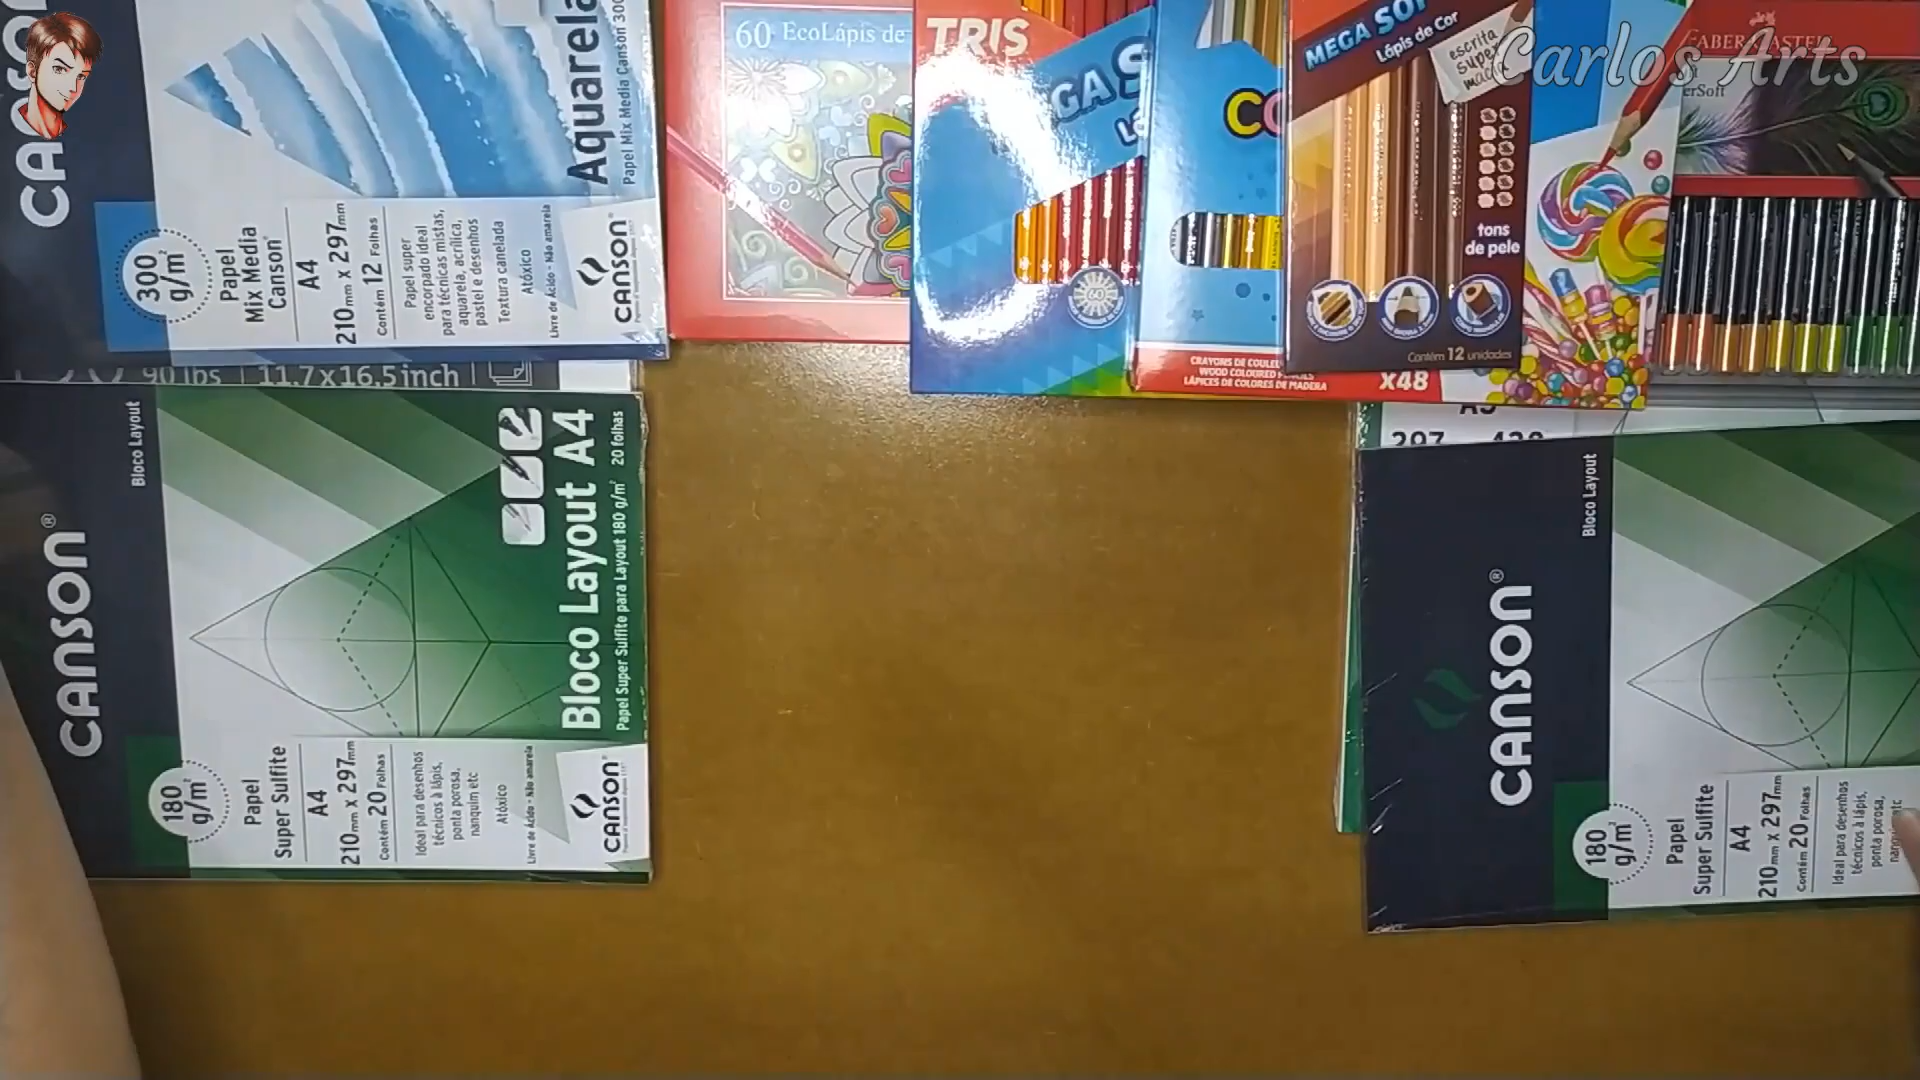 CANSON
Aquarela
Papel Mix Media Canson 300
300
g/m²
Papel
Mix Media
Canson®
A4
210mm x 297mm
Contém 12 Folhas
Papel super
encorpado ideal
para técnicas mistas,
aquarela, acrílica,
pastel e desenhos
Textura canelada
Atóxico
Livre de Ácido - Não amarela
CANSON®
90 lbs | 11.7x16.5 inch
60 EcoLápis de
TRIS
MEGA SO
Lápis de Cor
escrita
super
tons
de pele
Contém 12 unidades
CRAYONS DE COULEU
WOOD COLOURED PENCILS
LÁPICES DE COLORES DE MADERA
x48
FABER-CASTELL
erSoft
Carlos Arts
CANSON®
Bloco Layout
Bloco Layout A4
Papel Super Sulfite para Layout 180 g/m² 20 folhas
180
g/m²
Papel
Super Sulfite
A4
210mm x 297mm
Contém 20 Folhas
Ideal para desenhos
técnicos à lápis,
ponta porosa,
nanquim etc
Atóxico
Livre de Ácido - Não amarela
CANSON®
CANSON®
Bloco Layout
180
g/m²
Papel
Super Sulfite
A4
210mm x 297mm
Contém 20 Folhas
Ideal para desenhos
técnicos à lápis,
ponta porosa,